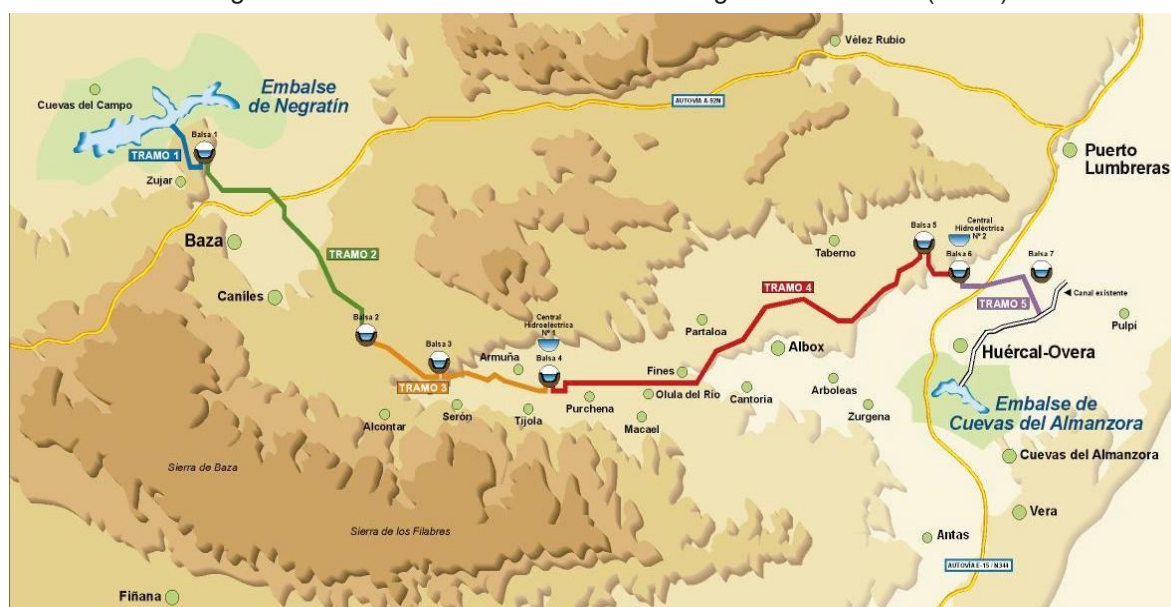 Vélez Rubio
Embalse
de Negratín
Cuevas del Campo
AUTOVÍA A-92N
Balsa 1
TRAMO 1
Puerto
Lumbreras
Zujar
Baza
TRAMO 2
Taberno
Balsa 5
Central
Hidroeléctrica
Nº 2
Balsa 6
Balsa 7
Caníles
TRAMO 4
TRAMO 5
Canal existente
Pulpí
Balsa 2
Balsa 3
Central
Hidroeléctrica
Nº 1
Balsa 4
Armuña
Partaloa
Albox
Huércal-Overa
TRAMO 3
Fines
Alcontar
Serón
Tíjola
Purchena
Olula del Río
Macael
Cantoria
Arboleas
Zurgena
Embalse de
Cuevas del Almanzora
Cuevas del Almanzora
Sierra de Baza
Sierra de los Filabres
Vera
Antas
AUTOVÍA E-15 / N344
Fiñana